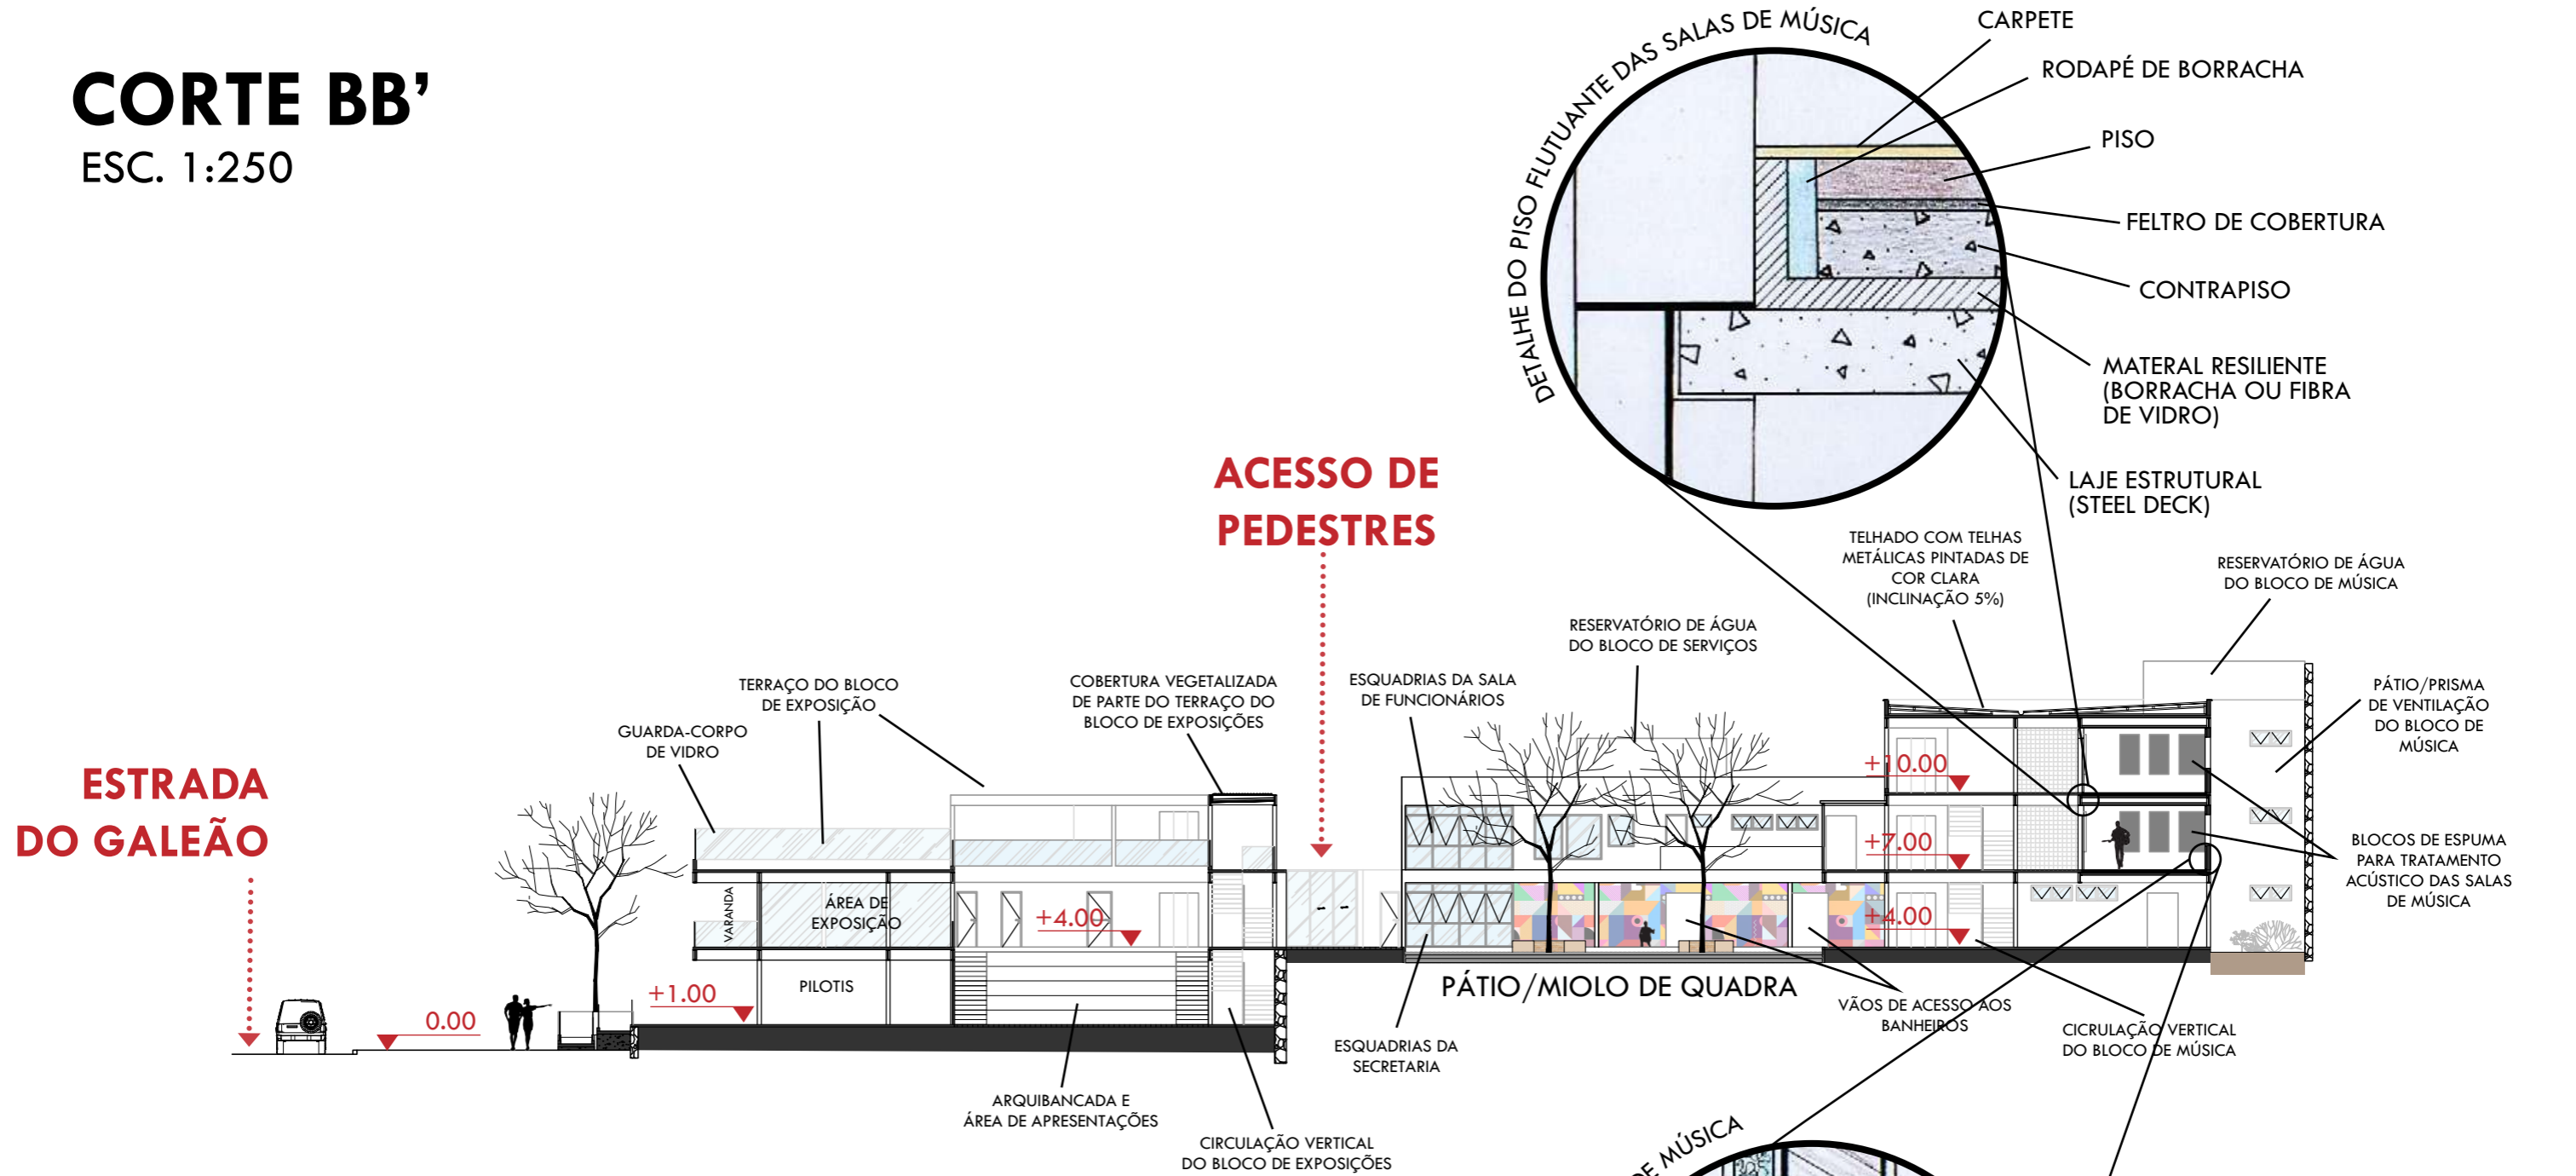 CORTE BB’
ESC. 1:250
DETALHE DO PISO FLUTUANTE DAS SALAS DE MÚSICA
CARPETE
RODAPÉ DE BORRACHA
PISO
FELTRO DE COBERTURA
CONTRAPISO
MATERAL RESILIENTE
(BORRACHA OU FIBRA
DE VIDRO)
LAJE ESTRUTURAL
(STEEL DECK)
ACESSO DE
PEDESTRES
TELHADO COM TELHAS
METÁLICAS PINTADAS DE
COR CLARA
(INCLINAÇÃO 5%)
RESERVATÓRIO DE ÁGUA
DO BLOCO DE MÚSICA
RESERVATÓRIO DE ÁGUA
DO BLOCO DE SERVIÇOS
ESQUADRIAS DA SALA
DE FUNCIONÁRIOS
COBERTURA VEGETALIZADA
DE PARTE DO TERRAÇO DO
BLOCO DE EXPOSIÇÕES
TERRAÇO DO BLOCO
DE EXPOSIÇÃO
GUARDA-CORPO
DE VIDRO
PÁTIO/PRISMA
DE VENTILAÇÃO
DO BLOCO DE
MÚSICA
ESTRADA
DO GALEÃO
+10.00
+7.00
+4.00
BLOCOS DE ESPUMA
PARA TRATAMENTO
ACÚSTICO DAS SALAS
DE MÚSICA
VARANDA
ÁREA DE
EXPOSIÇÃO
+4.00
PILOTIS
+1.00
0.00
PÁTIO/MIOLO DE QUADRA
VÃOS DE ACESSO AOS
BANHEIROS
CICRULAÇÃO VERTICAL
DO BLOCO DE MÚSICA
ESQUADRIAS DA
SECRETARIA
ARQUIBANCADA E
ÁREA DE APRESENTAÇÕES
CIRCULAÇÃO VERTICAL
DO BLOCO DE EXPOSIÇÕES
DE MÚSICA